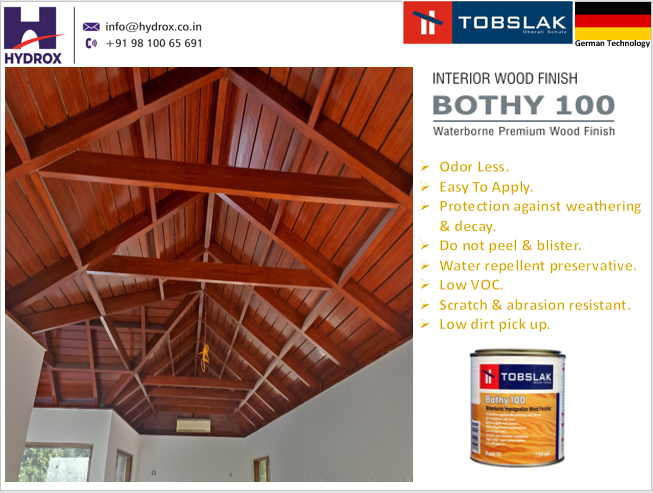 HYDROX
info@hydrox.co.in
+91 98 100 65 691
TOBSLAK
Oberall Schutz
German Technology
INTERIOR WOOD FINISH
BOTHY 100
Waterborne Premium Wood Finish
Odor Less.
Easy To Apply.
Protection against weathering
& decay.
Do not peel & blister.
Water repellent preservative.
Low VOC.
Scratch & abrasion resistant.
Low dirt pick up.
TOBSLAK
Bothy 100
Waterborne Impregnation Wood Finish